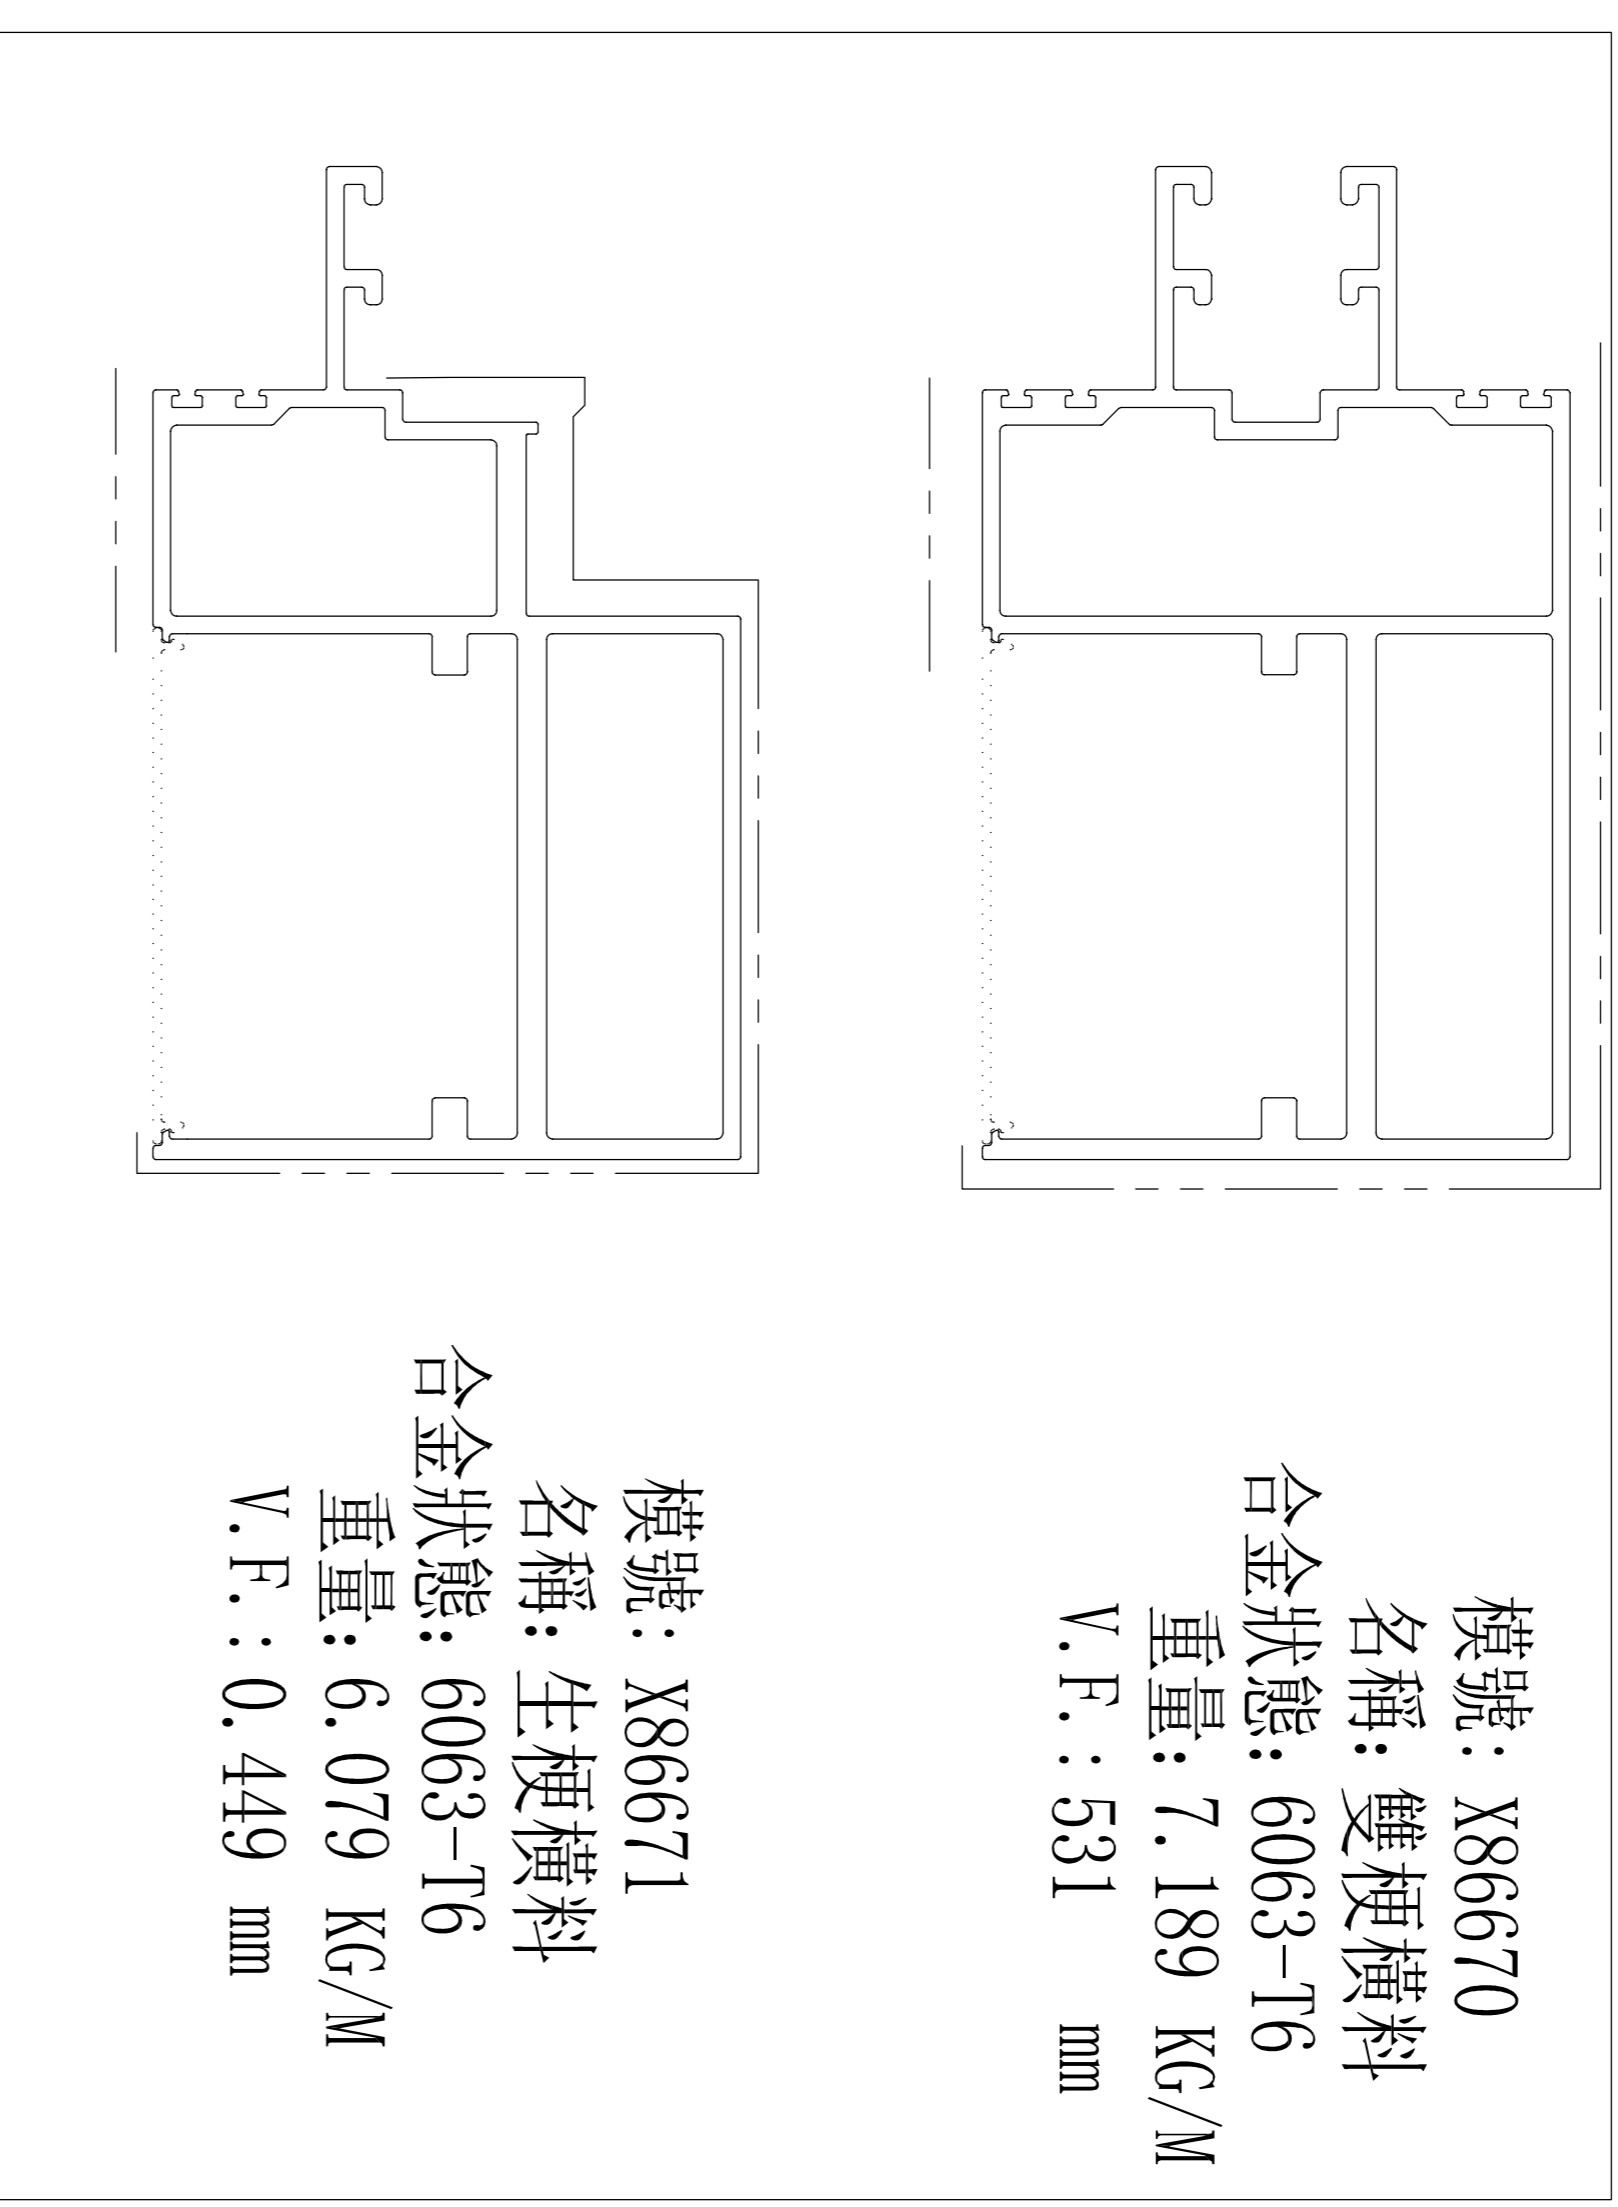 模號: X86670
名稱: 雙梗橫料
合金狀態: 6063-T6
重量: 7.189 KG/M
V.F.: 531 mm
模號: X86671
名稱: 生梗橫料
合金狀態: 6063-T6
重量: 6.079 KG/M
V.F.: 0.449 mm